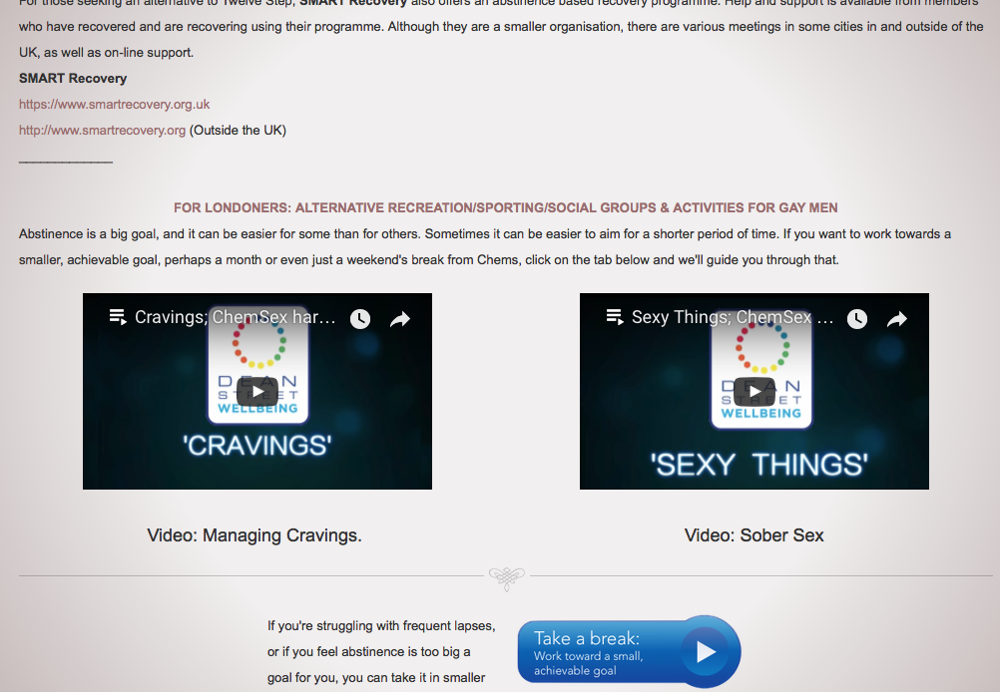 For those seeking an alternative to Twelve Step, SMART Recovery also offers an abstinence based recovery programme. Help and support is available from members
who have recovered and are recovering using their programme. Although they are a smaller organisation, there are various meetings in some cities in and outside of the
UK, as well as on-line support.
SMART Recovery
https://www.smartrecovery.org.uk
http://www.smartrecovery.org (Outside the UK)
_____________
FOR LONDONERS: ALTERNATIVE RECREATION/SPORTING/SOCIAL GROUPS & ACTIVITIES FOR GAY MEN
Abstinence is a big goal, and it can be easier for some than for others. Sometimes it can be easier to aim for a shorter period of time. If you want to work towards a
smaller, achievable goal, perhaps a month or even just a weekend's break from Chems, click on the tab below and we'll guide you through that.
Cravings; ChemSex har...
DEAN
STREET
WELLBEING
'CRAVINGS'
Sexy Things; ChemSex ...
DEAN
STREET
WELLBEING
'SEXY THINGS'
Video: Managing Cravings.
Video: Sober Sex
If you're struggling with frequent lapses,
or if you feel abstinence is too big a
goal for you, you can take it in smaller
Take a break:
Work toward a small,
achievable goal